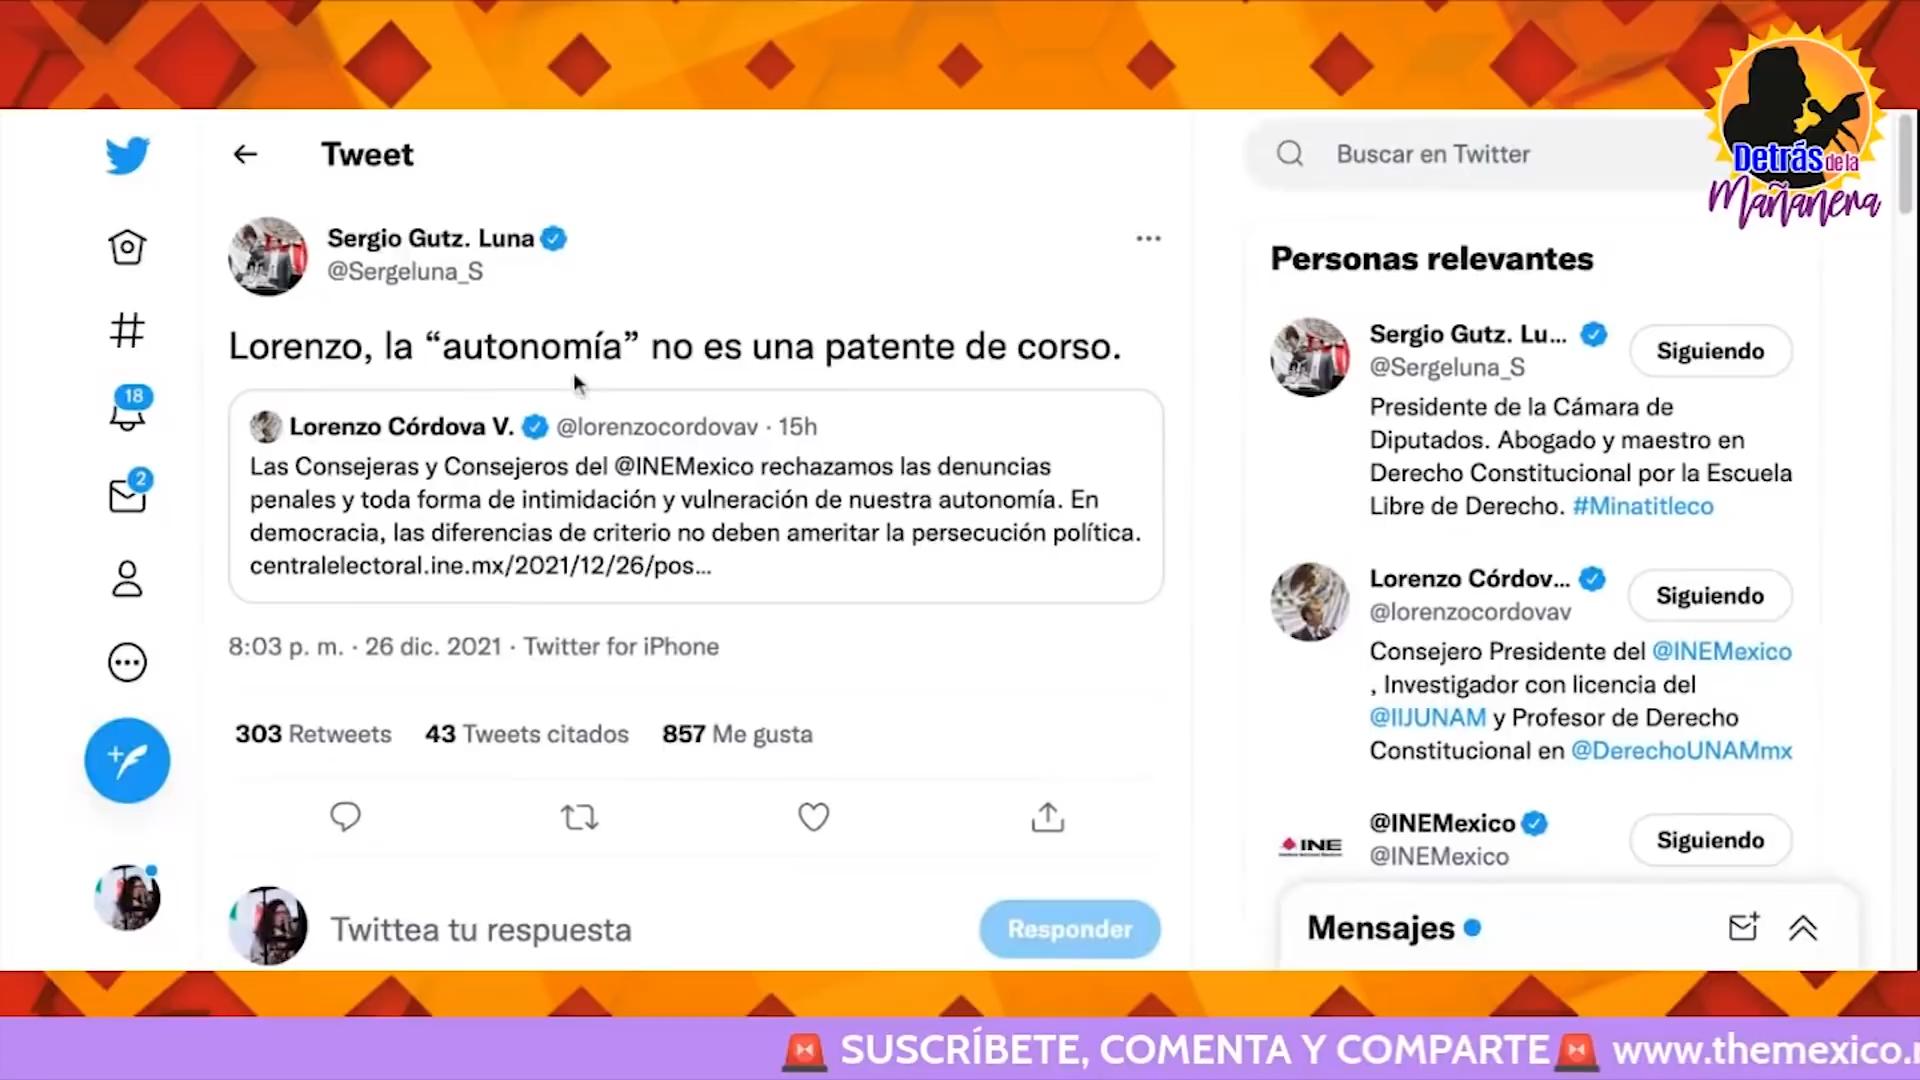 Detrás de la
Mañanera
Tweet
Buscar en Twitter
Sergio Gutz. Luna
@Sergeluna_S
Lorenzo, la “autonomía” no es una patente de corso.
Lorenzo Córdova V. @lorenzocordovav · 15h
Las Consejeras y Consejeros del @INEMexico rechazamos las denuncias
penales y toda forma de intimidación y vulneración de nuestra autonomía. En
democracia, las diferencias de criterio no deben ameritar la persecución política.
centralelectoral.ine.mx/2021/12/26/pos...
8:03 p. m. · 26 dic. 2021 · Twitter for iPhone
303 Retweets 43 Tweets citados 857 Me gusta
Twittea tu respuesta
Responder
18
2
Personas relevantes
Sergio Gutz. Lu...
@Sergeluna_S
Siguiendo
Presidente de la Cámara de
Diputados. Abogado y maestro en
Derecho Constitucional por la Escuela
Libre de Derecho. #Minatitleco
Lorenzo Córdov...
@lorenzocordovav
Siguiendo
Consejero Presidente del @INEMexico
, Investigador con licencia del
@IIJUNAM y Profesor de Derecho
Constitucional en @DerechoUNAMmx
INE
@INEMexico
@INEMexico
Siguiendo
Mensajes
SUSCRÍBETE, COMENTA Y COMPARTE www.themexico.